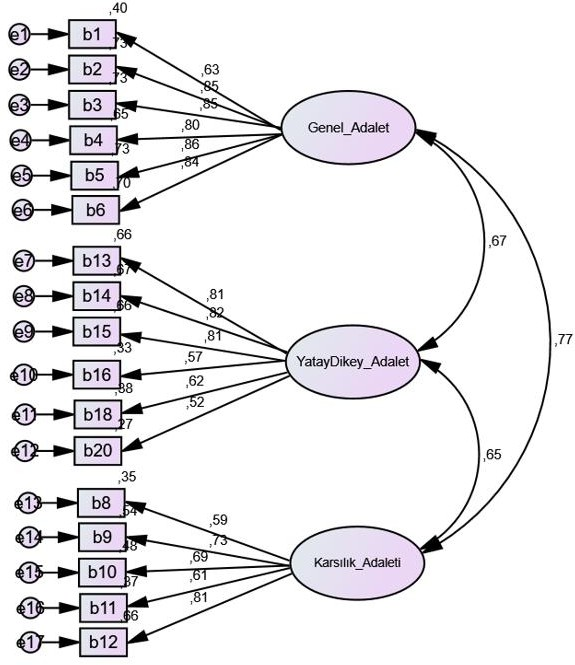 ,40
e1 b1
,73
e2 b2
,73
e3 b3
,65
e4 b4
,73
e5 b5
,70
e6 b6
,63
,85
,85
,80
,86
,84
Genel_Adalet
,66
e7 b13
,67
e8 b14
,66
e9 b15
,33
e10 b16
,38
e11 b18
,27
e12 b20
,81
,82
,81
,57
,62
,52
YatayDikey_Adalet
,35
e13 b8
,54
e14 b9
,48
e15 b10
,37
e16 b11
,66
e17 b12
,59
,73
,69
,61
,81
Karsılık_Adaleti
,67
,77
,65